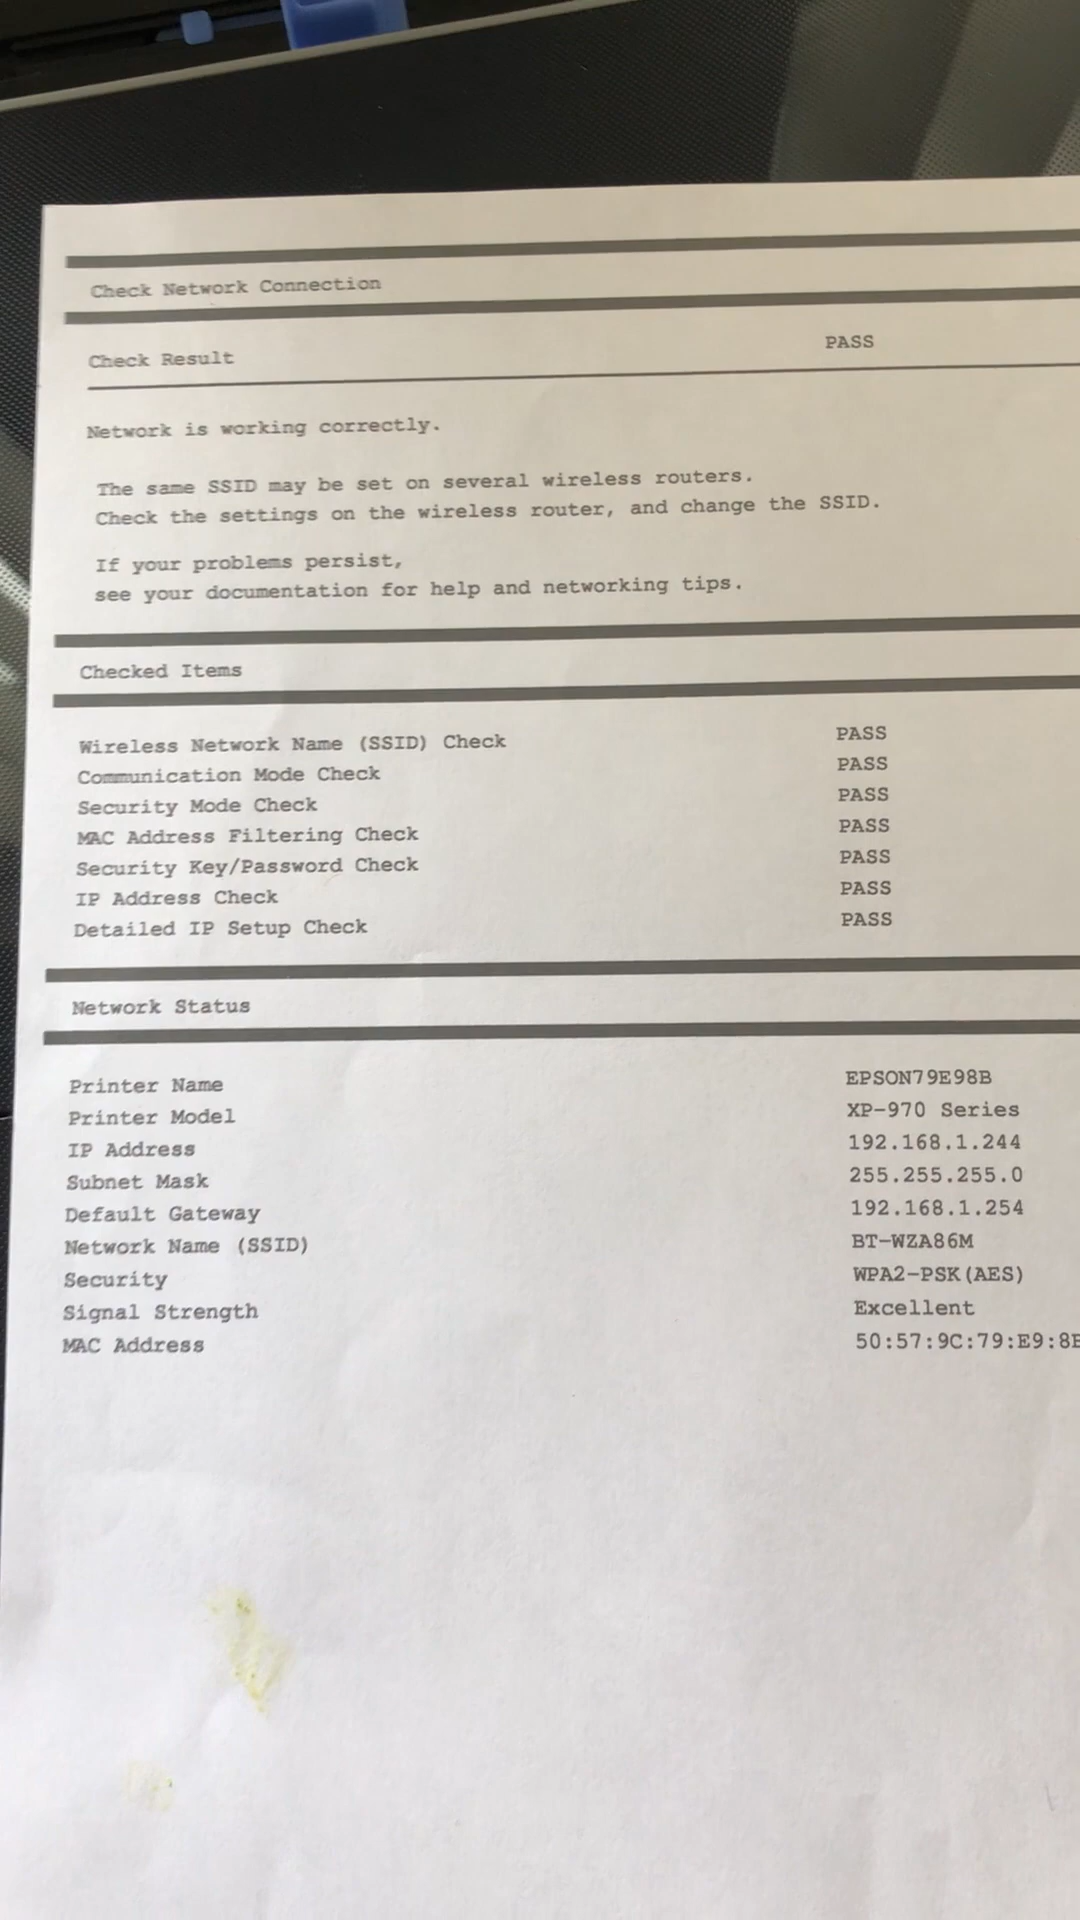 Check Network Connection
Check Result PASS
Network is working correctly.
The same SSID may be set on several wireless routers.
Check the settings on the wireless router, and change the SSID.
If your problems persist,
see your documentation for help and networking tips.
Checked Items
Wireless Network Name (SSID) Check PASS
Communication Mode Check PASS
Security Mode Check PASS
MAC Address Filtering Check PASS
Security Key/Password Check PASS
IP Address Check PASS
Detailed IP Setup Check PASS
Network Status
Printer Name EPSON79E98B
Printer Model XP-970 Series
IP Address 192.168.1.244
Subnet Mask 255.255.255.0
Default Gateway 192.168.1.254
Network Name (SSID) BT-WZA86M
Security WPA2-PSK(AES)
Signal Strength Excellent
MAC Address 50:57:9C:79:E9:8